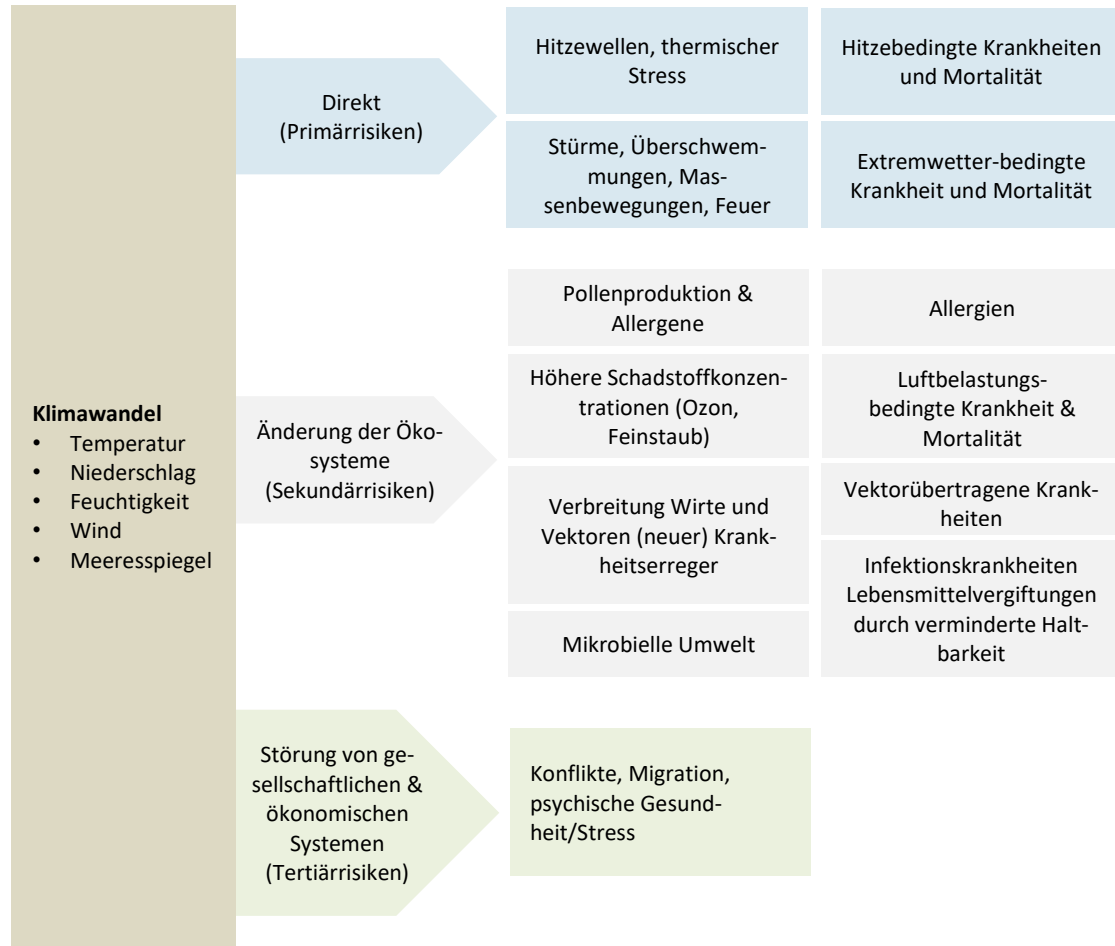 Klimawandel
• Temperatur
• Niederschlag
• Feuchtigkeit
• Wind
• Meeresspiegel
Direkt
(Primärrisiken)
Hitzewellen, thermischer
Stress
Hitzebedingte Krankheiten
und Mortalität
Stürme, Überschwem-
mungen, Mas-
senbewegungen, Feuer
Extremwetter-bedingte
Krankheit und Mortalität
Änderung der Öko-
systeme
(Sekundärrisiken)
Pollenproduktion &
Allergene
Allergien
Höhere Schadstoffkonzen-
trationen (Ozon,
Feinstaub)
Luftbelastungs-
bedingte Krankheit &
Mortalität
Verbreitung Wirte und
Vektoren (neuer) Krank-
heitserreger
Vektorübertragene Krank-
heiten
Mikrobielle Umwelt
Infektionskrankheiten
Lebensmittelvergiftungen
durch verminderte Halt-
barkeit
Störung von ge-
sellschaftlichen &
ökonomischen
Systemen
(Tertiärrisiken)
Konflikte, Migration,
psychische Gesund-
heit/Stress